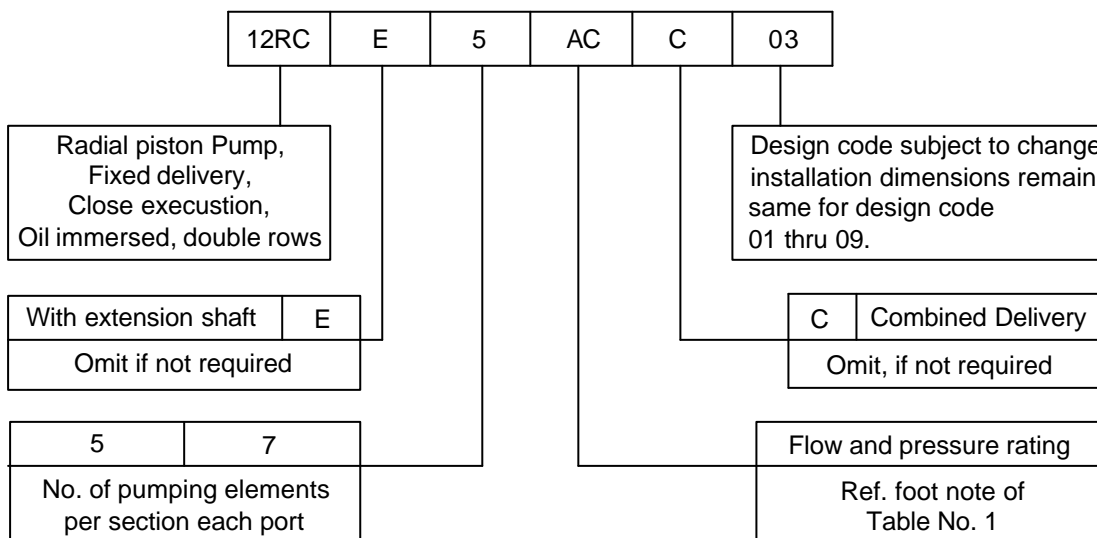 12RC E 5 AC C 03
Radial piston Pump,
Fixed delivery,
Close execustion,
Oil immersed, double rows
Design code subject to change
installation dimensions remain
same for design code
01 thru 09.
With extension shaft E
Omit if not required
C Combined Delivery
Omit, if not required
5 7
No. of pumping elements
per section each port
Flow and pressure rating
Ref. foot note of
Table No. 1